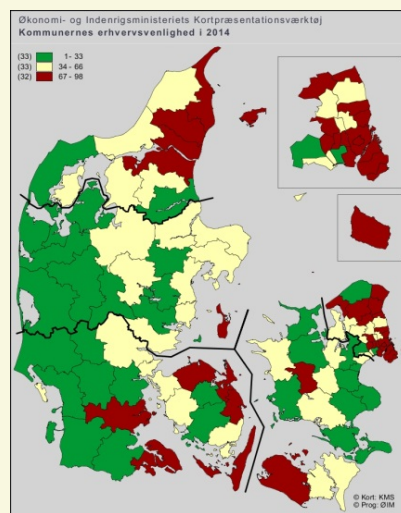 Økonomi- og Indenrigsministeriets Kortpræsentationsværktøj
Kommunernes erhvervsvenlighed i 2014
(33) 1- 33
(33) 34 - 66
(32) 67 - 98
© Kort: KMS
© Prog: ØIM